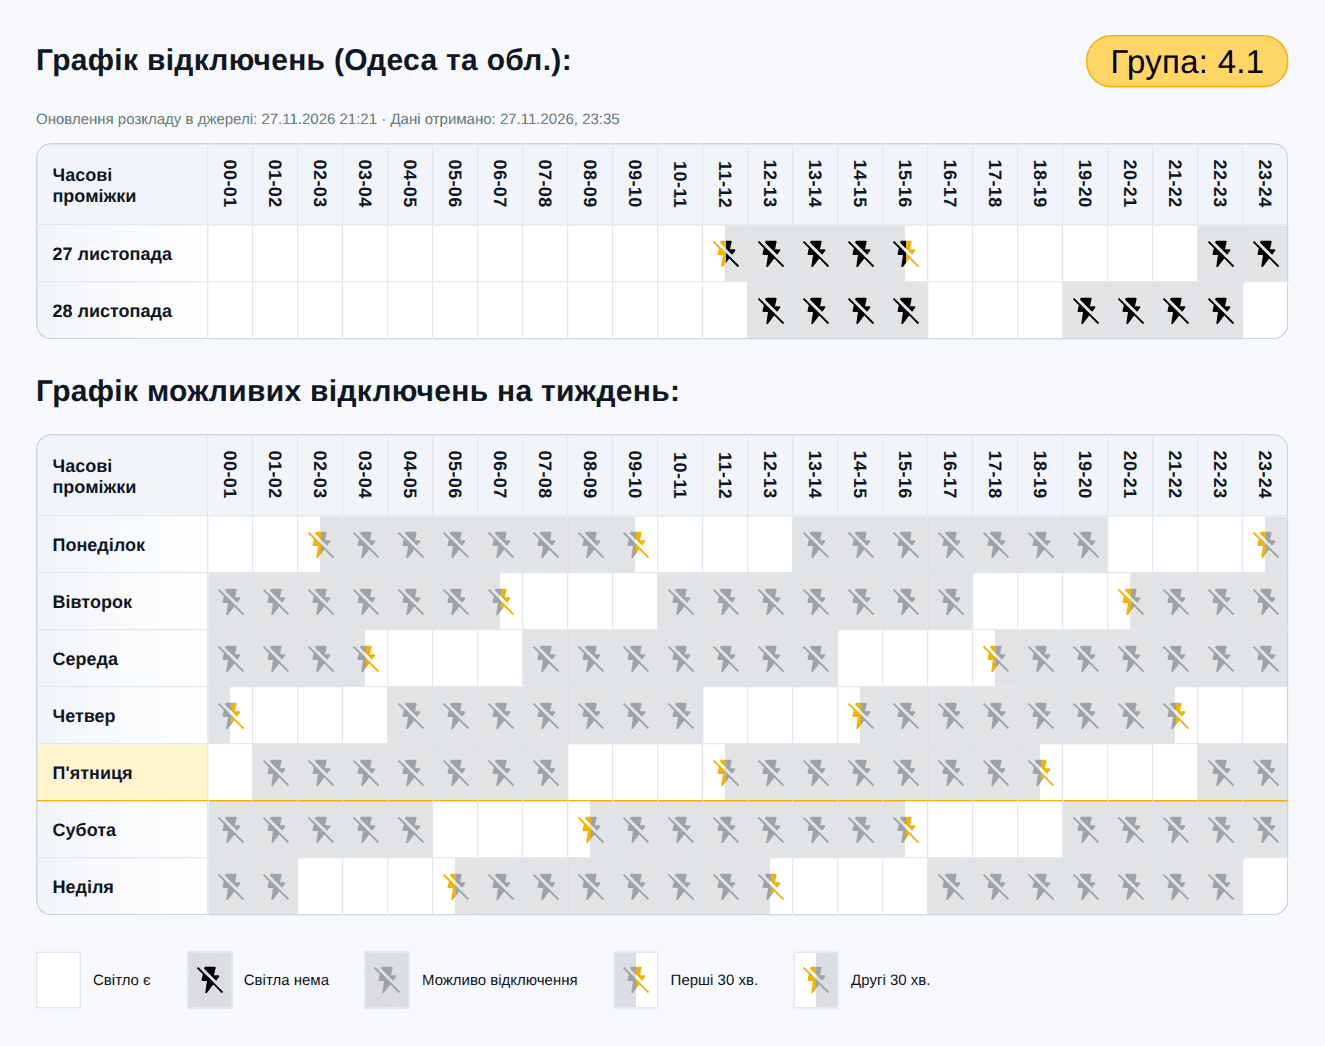 Графік відключень (Одеса та обл.):
Група: 4.1
Оновлення розкладу в джерелі: 27.11.2026 21:21 · Дані отримано: 27.11.2026, 23:35
Часові
проміжки
00-01 01-02 02-03 03-04 04-05 05-06 06-07 07-08 08-09 09-10 10-11 11-12 12-13 13-14 14-15 15-16 16-17 17-18 18-19 19-20 20-21 21-22 22-23 23-24
27 листопада
28 листопада
Графік можливих відключень на тиждень:
Часові
проміжки
00-01 01-02 02-03 03-04 04-05 05-06 06-07 07-08 08-09 09-10 10-11 11-12 12-13 13-14 14-15 15-16 16-17 17-18 18-19 19-20 20-21 21-22 22-23 23-24
Понеділок
Вівторок
Середа
Четвер
П'ятниця
Субота
Неділя
Світло є
Світла нема
Можливо відключення
Перші 30 хв.
Другі 30 хв.